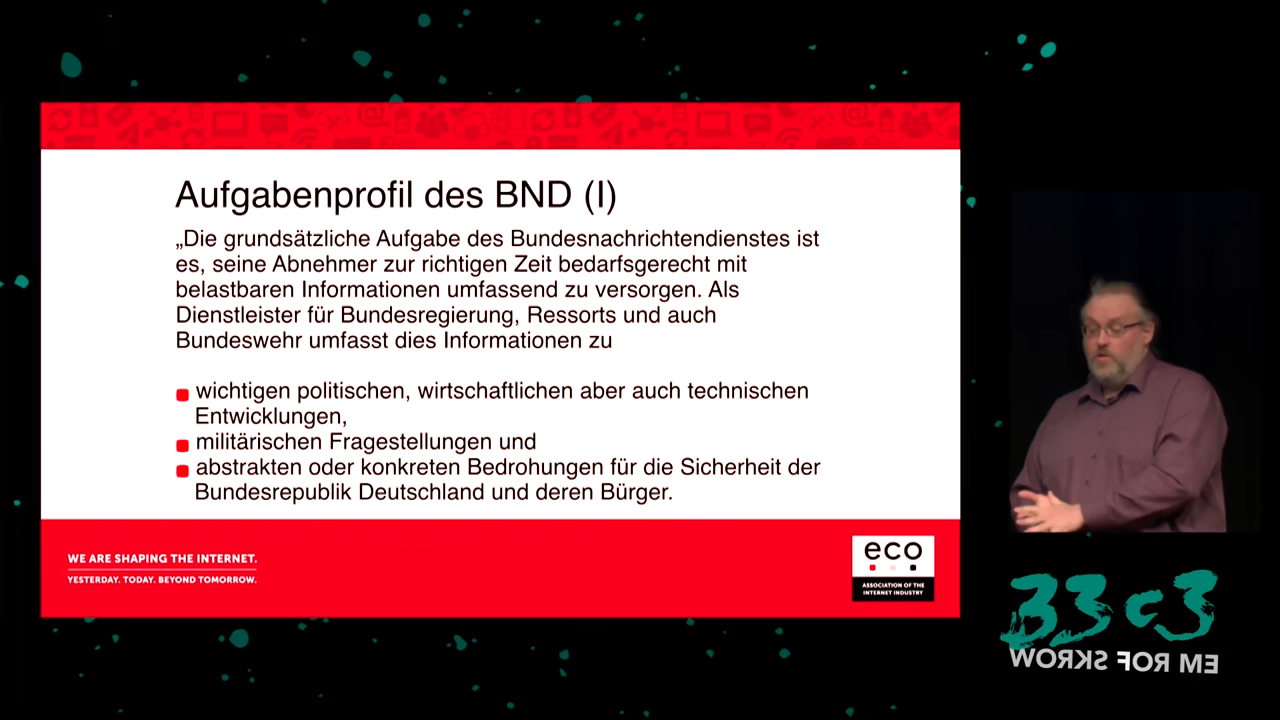 Aufgabenprofil des BND (I)
„Die grundsätzliche Aufgabe des Bundesnachrichtendienstes ist
es, seine Abnehmer zur richtigen Zeit bedarfsgerecht mit
belastbaren Informationen umfassend zu versorgen. Als
Dienstleister für Bundesregierung, Ressorts und auch
Bundeswehr umfasst dies Informationen zu
wichtigen politischen, wirtschaftlichen aber auch technischen
Entwicklungen,
militärischen Fragestellungen und
abstrakten oder konkreten Bedrohungen für die Sicherheit der
Bundesrepublik Deutschland und deren Bürger.
WE ARE SHAPING THE INTERNET.
YESTERDAY. TODAY. BEYOND TOMORROW.
eco
ASSOCIATION OF THE
INTERNET INDUSTRY
33c3
WORKS FOR ME